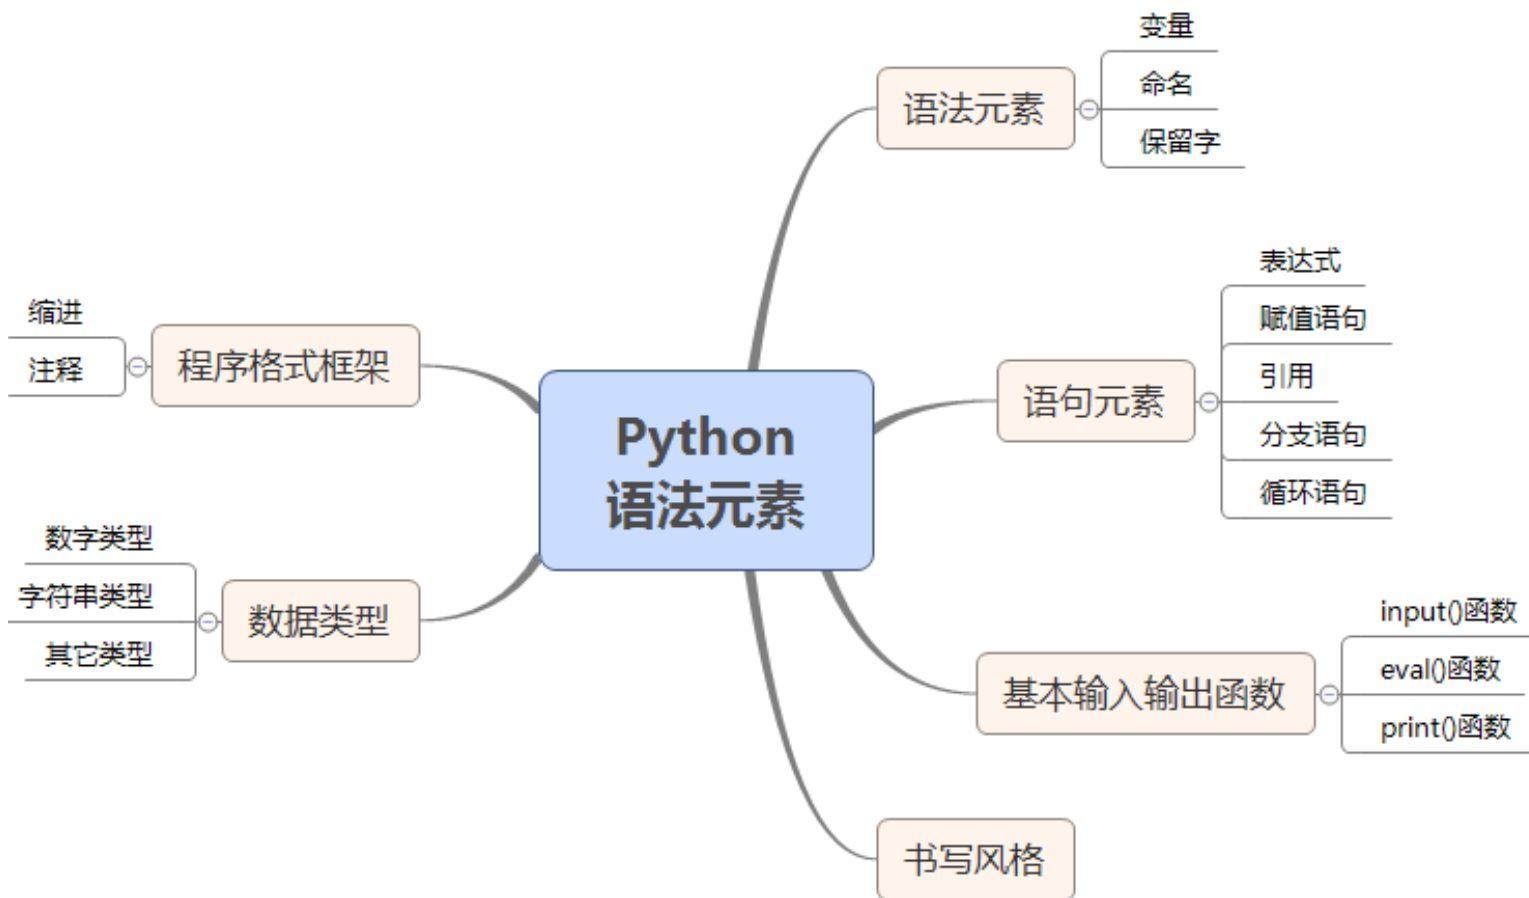 变量
命名
保留字
语法元素
表达式
赋值语句
引用
分支语句
循环语句
语句元素
缩进
注释
程序格式框架
Python
语法元素
数字类型
字符串类型
其它类型
数据类型
input()函数
eval()函数
print()函数
基本输入输出函数
书写风格